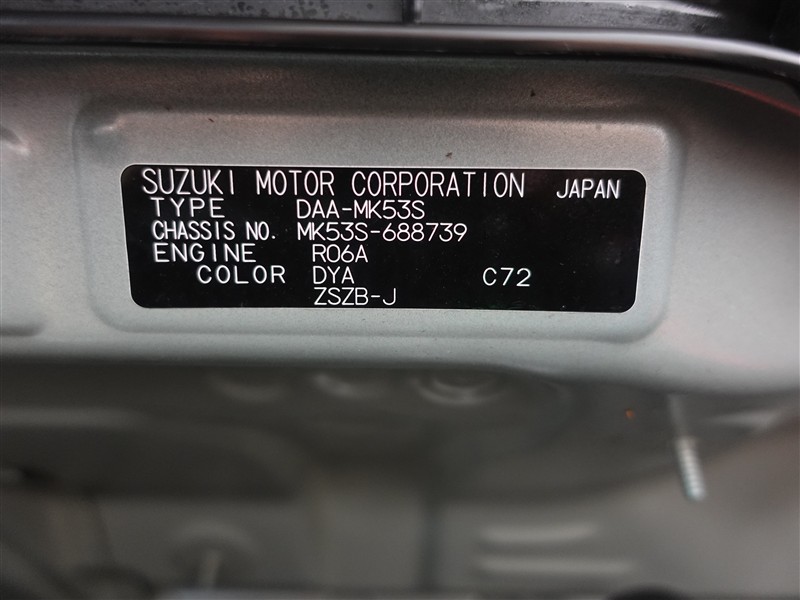 SUZUKI MOTOR CORPORATION JAPAN
TYPE DAA-MK53S
CHASSIS NO. MK53S-688739
ENGINE R06A
COLOR DYA C72
ZSZB-J